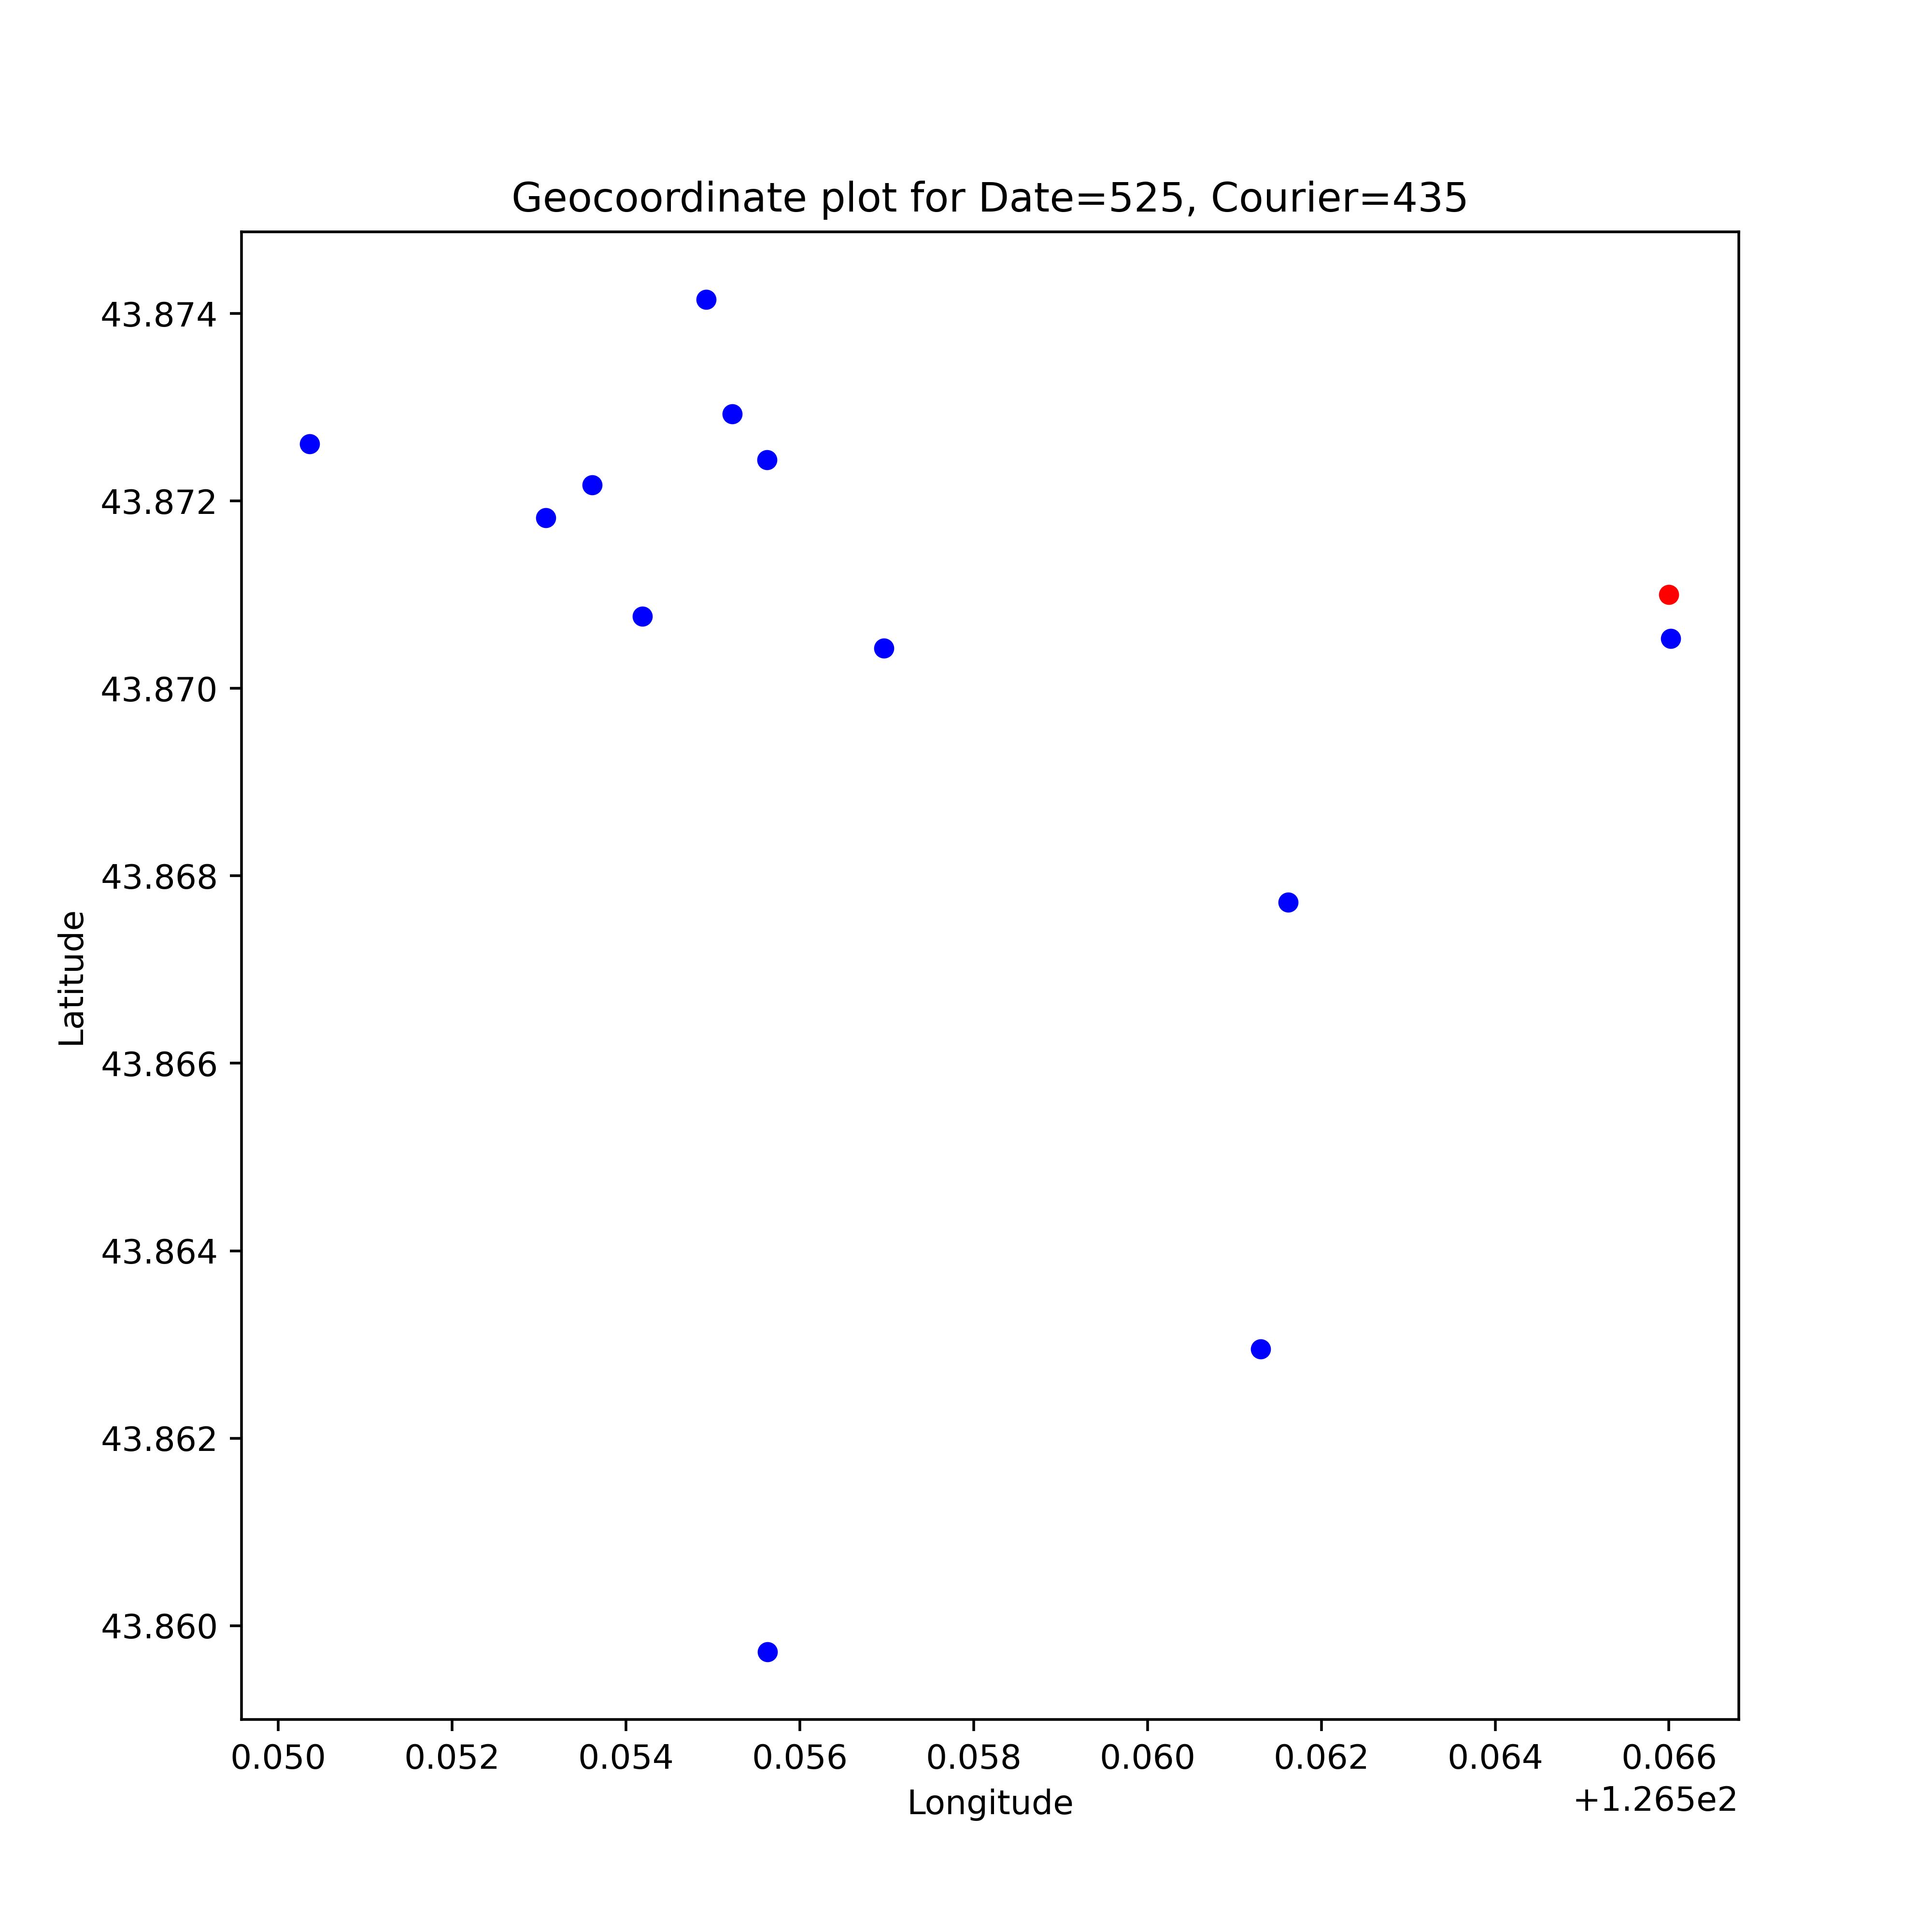 Geocoordinate plot for Date=525, Courier=435
43.874
43.872
43.870
43.868
43.866
43.864
43.862
43.860
Latitude
0.050 0.052 0.054 0.056 0.058 0.060 0.062 0.064 0.066
+1.265e2
Longitude